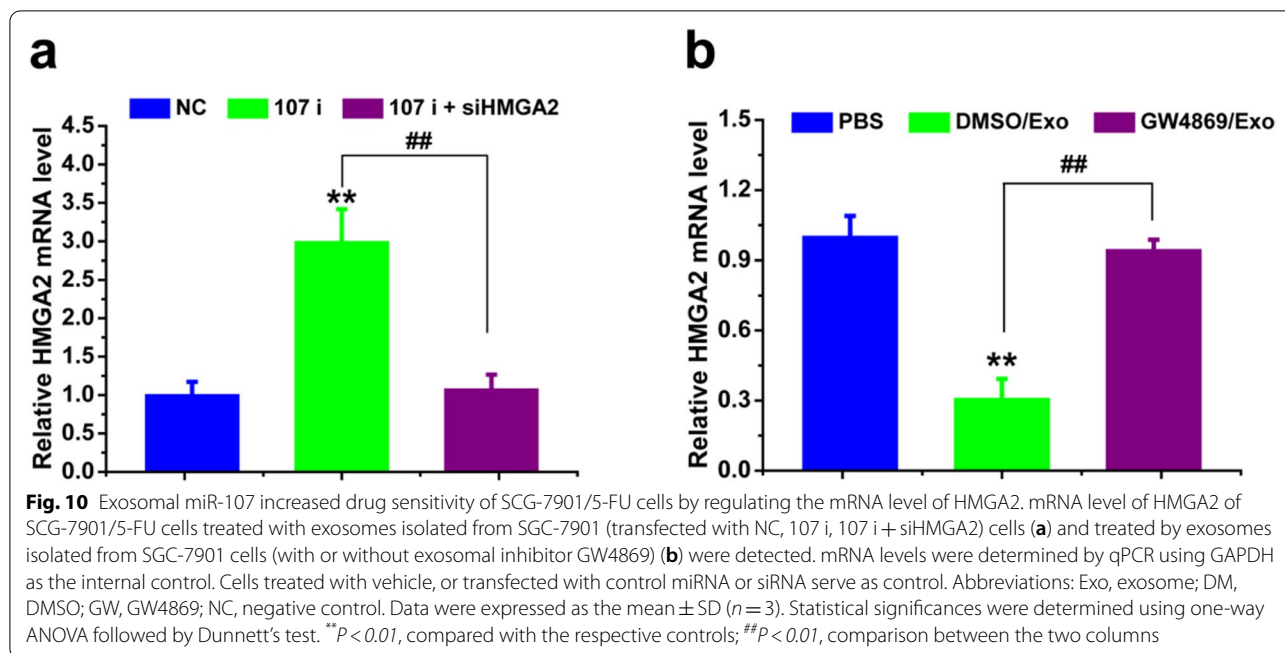 a
NC 107 i 107 i + siHMGA2
Relative HMGA2 mRNA level
4.5
4.0
3.5
3.0
2.5
2.0
1.5
1.0
0.5
0.0
**
##
b
PBS DMSO/Exo GW4869/Exo
Relative HMGA2 mRNA level
1.5
1.2
0.9
0.6
0.3
0.0
**
##
Fig. 10 Exosomal miR-107 increased drug sensitivity of SCG-7901/5-FU cells by regulating the mRNA level of HMGA2. mRNA level of HMGA2 of
SCG-7901/5-FU cells treated with exosomes isolated from SGC-7901 (transfected with NC, 107 i, 107 i + siHMGA2) cells (a) and treated by exosomes
isolated from SGC-7901 cells (with or without exosomal inhibitor GW4869) (b) were detected. mRNA levels were determined by qPCR using GAPDH
as the internal control. Cells treated with vehicle, or transfected with control miRNA or siRNA serve as control. Abbreviations: Exo, exosome; DM,
DMSO; GW, GW4869; NC, negative control. Data were expressed as the mean ± SD (n = 3). Statistical significances were determined using one-way
ANOVA followed by Dunnett's test. **P < 0.01, compared with the respective controls; ##P < 0.01, comparison between the two columns